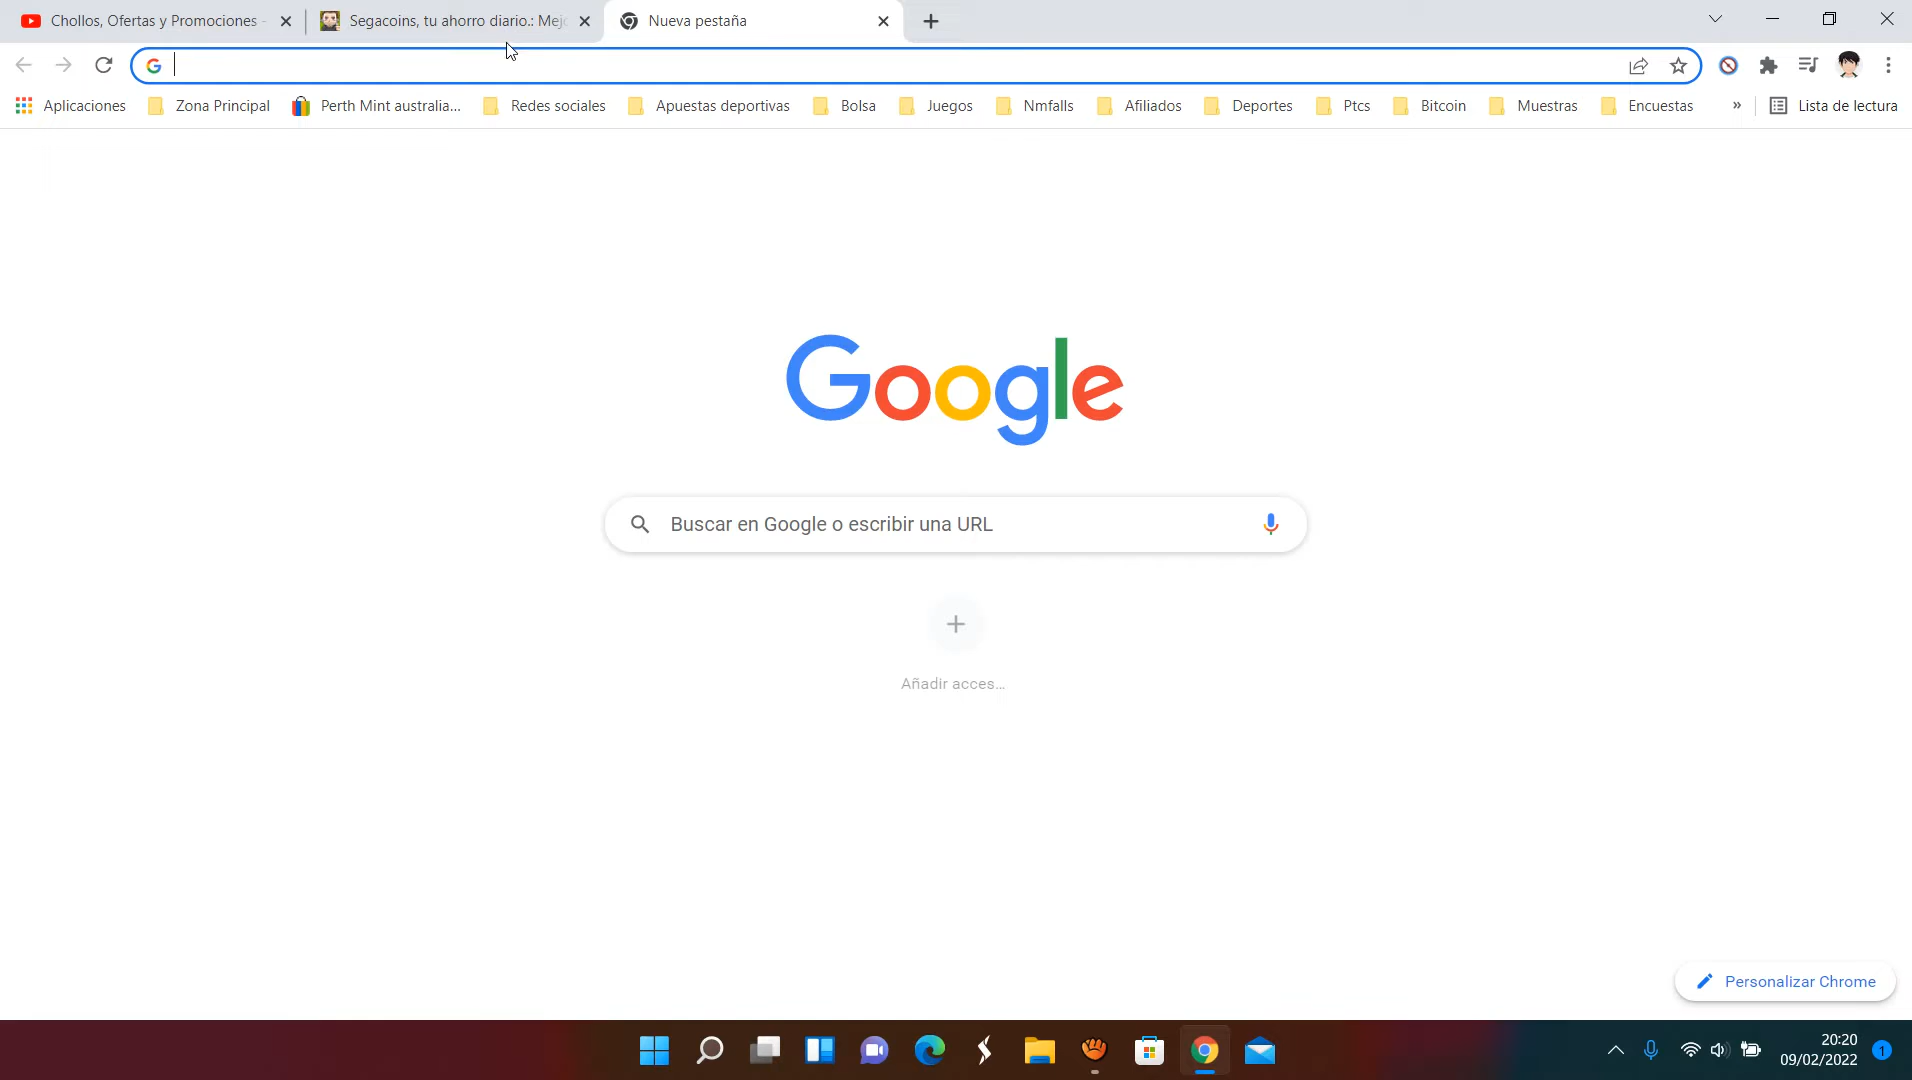 Chollos, Ofertas y Promociones -
Segacoins, tu ahorro diario.: Mejo
Nueva pestaña
Aplicaciones
Zona Principal
Perth Mint australia...
Redes sociales
Apuestas deportivas
Bolsa
Juegos
Nmfalls
Afiliados
Deportes
Ptcs
Bitcoin
Muestras
Encuestas
»
Lista de lectura
Google
Buscar en Google o escribir una URL
Añadir acces...
Personalizar Chrome
20:20
09/02/2022
1